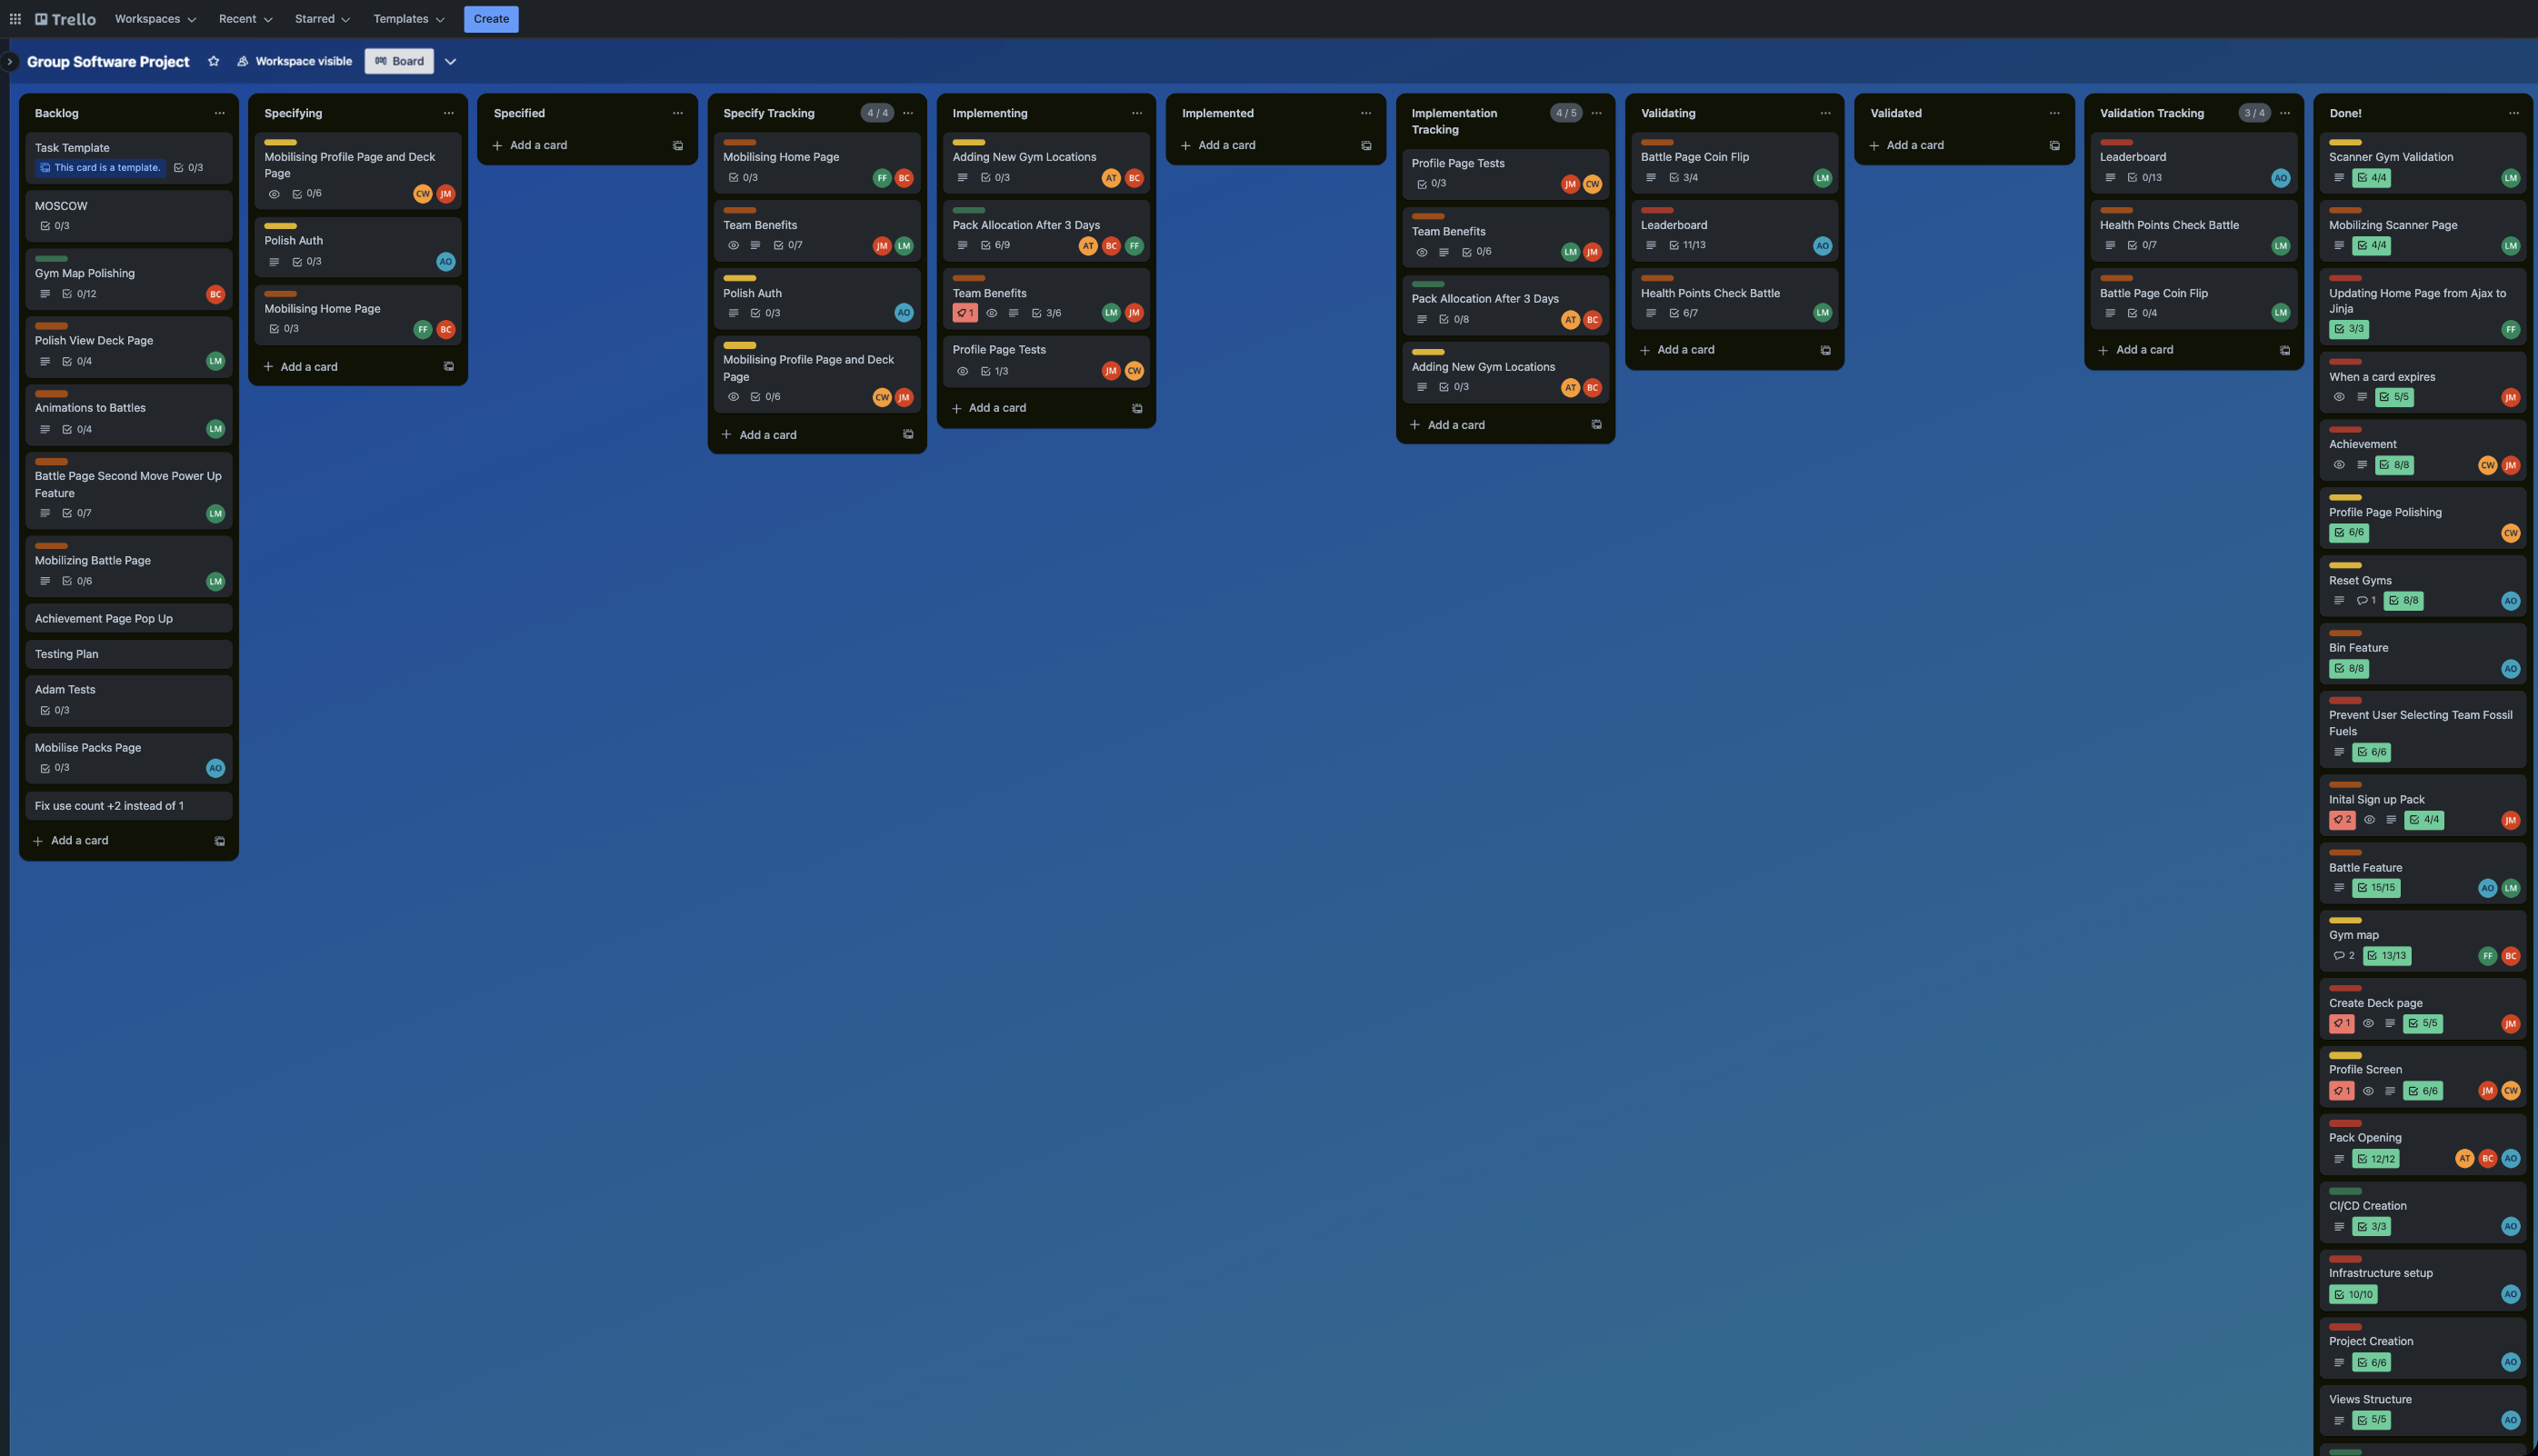 Trello
Workspaces
Recent
Starred
Templates
Create
Group Software Project
Workspace visible
Board
Backlog
Task Template
This card is a template.
0/3
MOSCOW
0/3
Gym Map Polishing
0/12
BC
Polish View Deck Page
0/4
LM
Animations to Battles
0/4
LM
Battle Page Second Move Power Up
Feature
0/7
LM
Mobilizing Battle Page
0/6
LM
Achievement Page Pop Up
Testing Plan
Adam Tests
0/3
Mobilise Packs Page
0/3
AO
Fix use count +2 instead of 1
Add a card
Specifying
Mobilising Profile Page and Deck
Page
0/6
CW JM
Polish Auth
0/3
AO
Mobilising Home Page
0/3
FF BC
Add a card
Specified
Add a card
Specify Tracking
4 / 4
Mobilising Home Page
0/3
FF BC
Team Benefits
0/7
JM LM
Polish Auth
0/3
AO
Mobilising Profile Page and Deck
Page
0/6
CW JM
Add a card
Implementing
Adding New Gym Locations
0/3
AT BC
Pack Allocation After 3 Days
6/9
AT BC FF
Team Benefits
1
3/6
LM JM
Profile Page Tests
1/3
JM CW
Add a card
Implemented
Add a card
Implementation
Tracking
4 / 5
Profile Page Tests
0/3
JM CW
Team Benefits
0/6
LM JM
Pack Allocation After 3 Days
0/8
AT BC
Adding New Gym Locations
0/3
AT BC
Add a card
Validating
Battle Page Coin Flip
3/4
LM
Leaderboard
11/13
AO
Health Points Check Battle
6/7
LM
Add a card
Validated
Add a card
Validation Tracking
3 / 4
Leaderboard
0/13
AO
Health Points Check Battle
0/7
LM
Battle Page Coin Flip
0/4
LM
Add a card
Done!
Scanner Gym Validation
4/4
LM
Mobilizing Scanner Page
4/4
LM
Updating Home Page from Ajax to
Jinja
3/3
FF
When a card expires
5/5
JM
Achievement
8/8
CW JM
Profile Page Polishing
6/6
CW
Reset Gyms
1
8/8
AO
Bin Feature
8/8
AO
Prevent User Selecting Team Fossil
Fuels
6/6
Inital Sign up Pack
2
4/4
JM
Battle Feature
15/15
AO LM
Gym map
2
13/13
FF BC
Create Deck page
1
5/5
JM
Profile Screen
1
6/6
JM CW
Pack Opening
12/12
AT BC AO
CI/CD Creation
3/3
AO
Infrastructure setup
10/10
AO
Project Creation
6/6
AO
Views Structure
5/5
AO